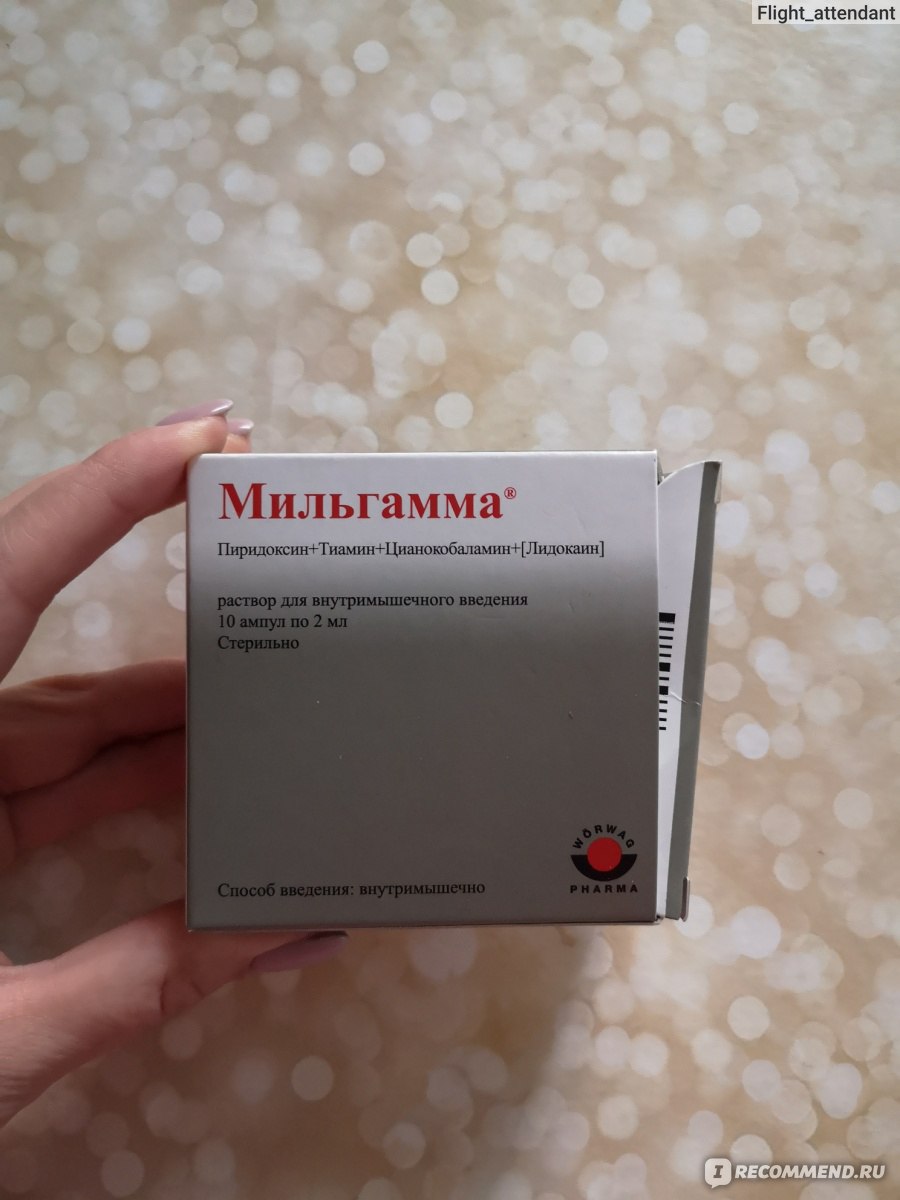 Flight_attendant
Мильгамма®
Пиридоксин+Тиамин+Цианокобаламин+[Лидокаин]
раствор для внутримышечного введения
10 ампул по 2 мл
Стерильно
WÖRWAG
PHARMA
Способ введения: внутримышечно
IRECOMMEND.RU